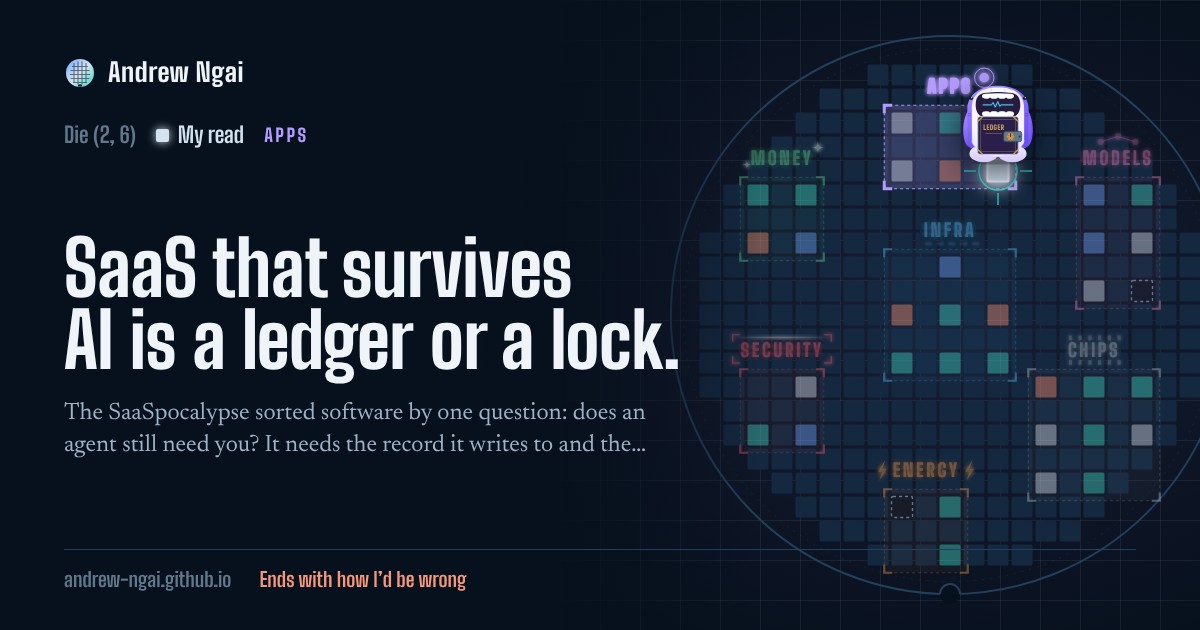 Andrew Ngai
Die (2, 6) My read APPS
SaaS that survives
AI is a ledger or a lock.
The SaaSpocalypse sorted software by one question: does an
agent still need you? It needs the record it writes to and the...
andrew-ngai.github.io Ends with how I'd be wrong
APPS
LEDGER
MONEY
MODELS
INFRA
SECURITY
CHIPS
ENERGY